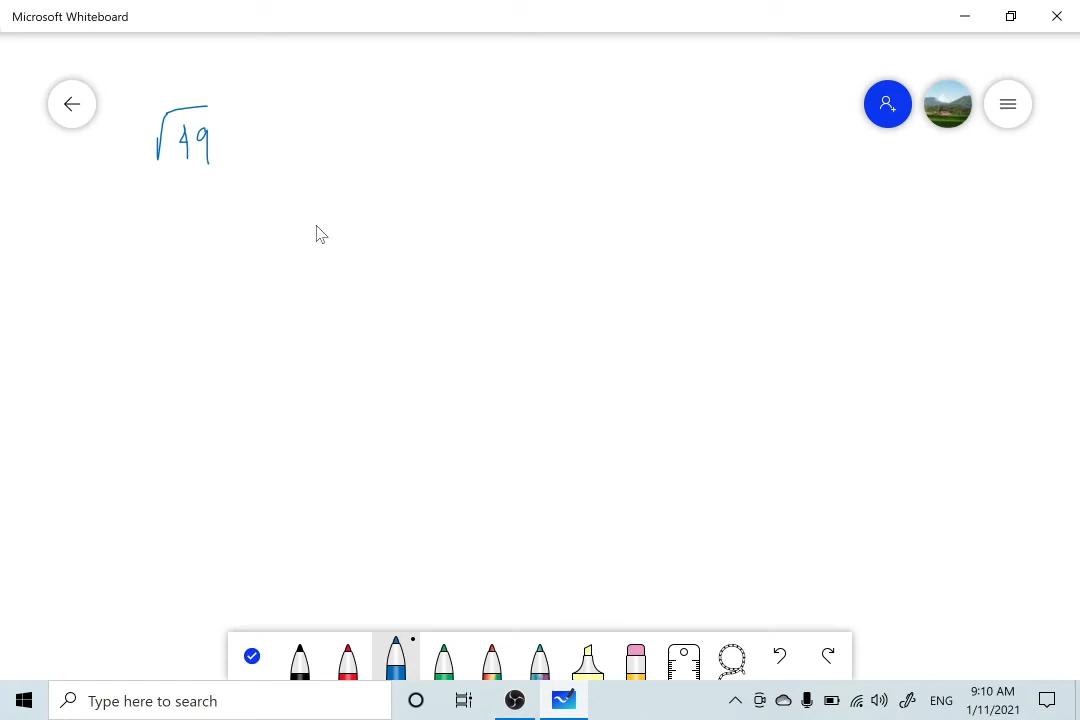 Microsoft Whiteboard
√49
Type here to search
ENG
9:10 AM
1/11/2021